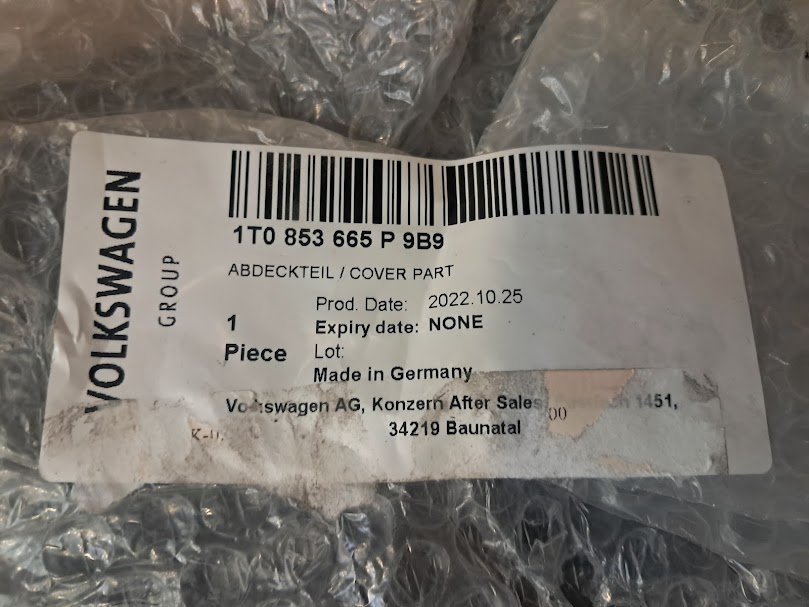 VOLKSWAGEN
GROUP
1T0 853 665 P 9B9
ABDECKTEIL / COVER PART
Prod. Date: 2022.10.25
1 Expiry date: NONE
Piece Lot:
Made in Germany
Volkswagen AG, Konzern After Sales, 1451,
00
34219 Baunatal